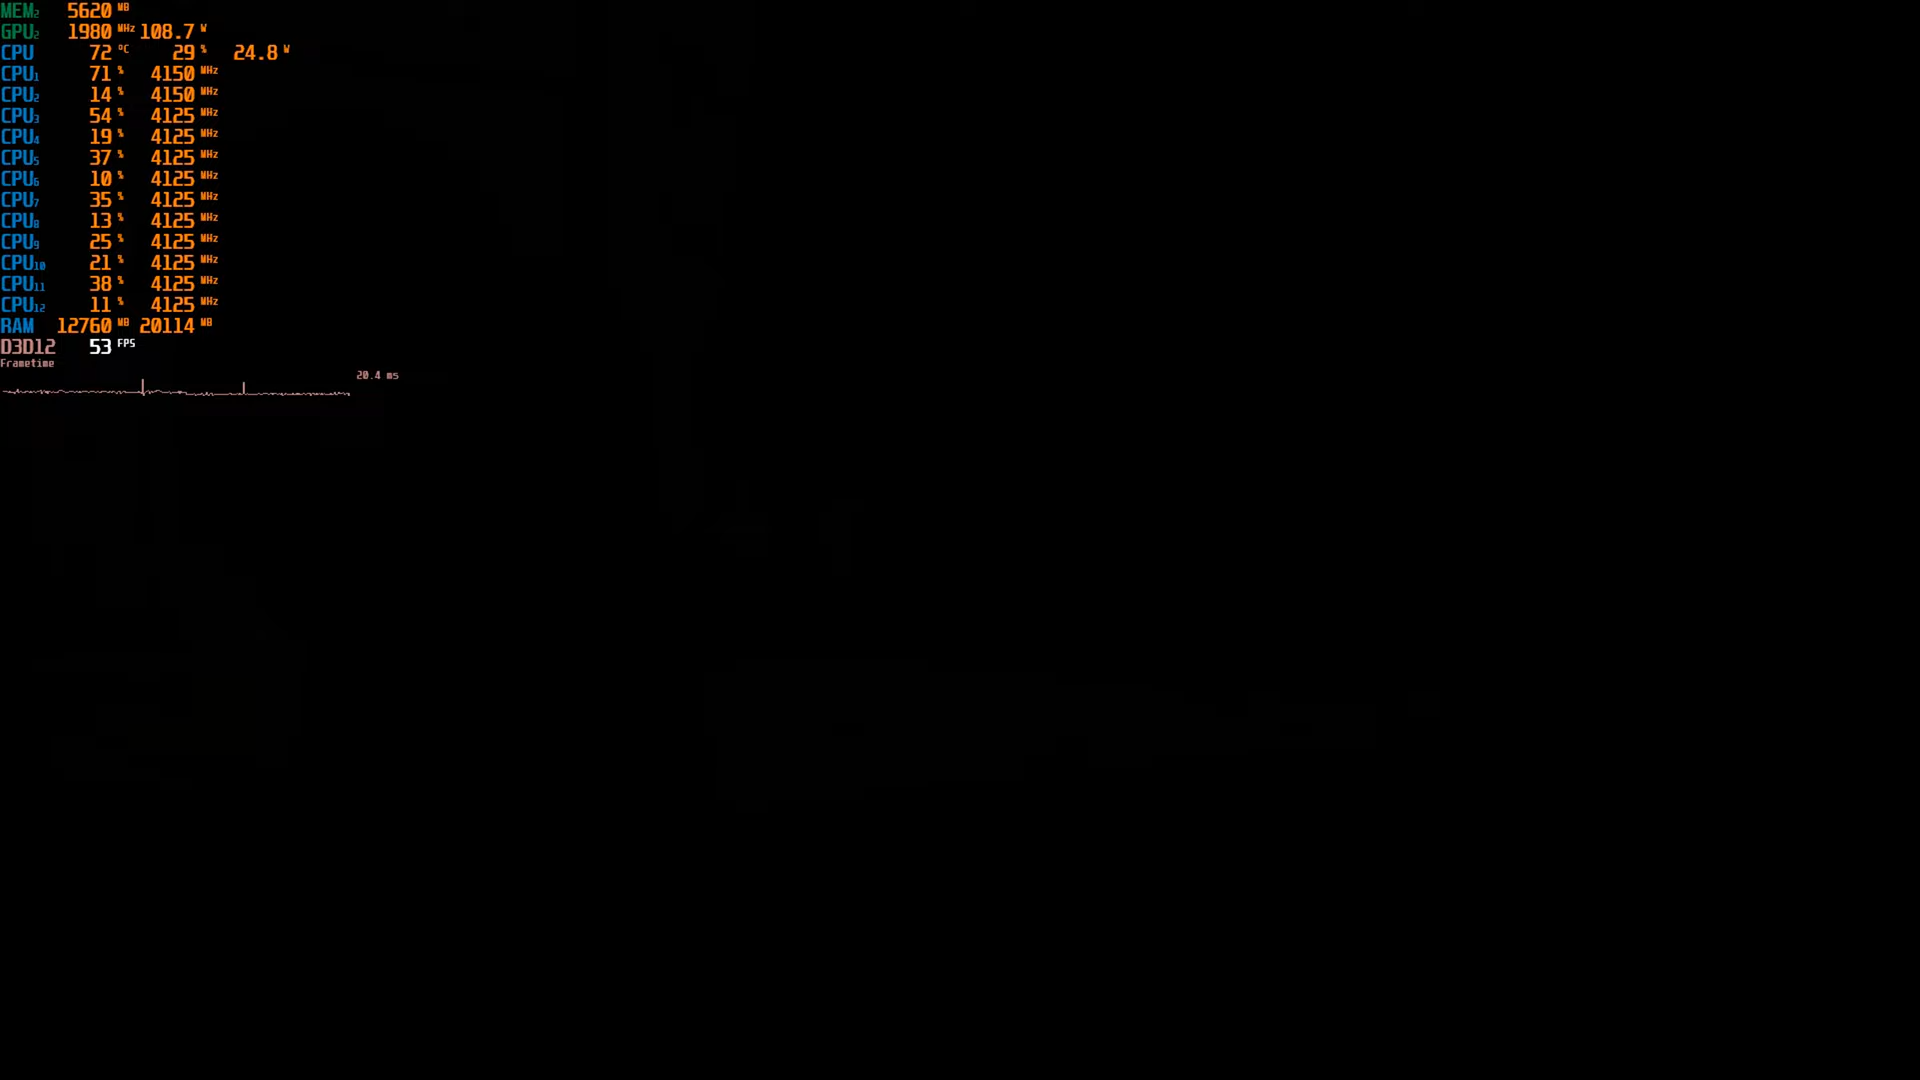 MEM2 5620 MB
GPU2 1980 MHz 108.7 W
CPU 72 °C 29 % 24.8 W
CPU1 71 % 4150 MHz
CPU2 14 % 4150 MHz
CPU3 54 % 4125 MHz
CPU4 19 % 4125 MHz
CPU5 37 % 4125 MHz
CPU6 10 % 4125 MHz
CPU7 35 % 4125 MHz
CPU8 13 % 4125 MHz
CPU9 25 % 4125 MHz
CPU10 21 % 4125 MHz
CPU11 38 % 4125 MHz
CPU12 11 % 4125 MHz
RAM 12760 MB 20114 MB
D3D12 53 FPS
Frametime
20.4 ms